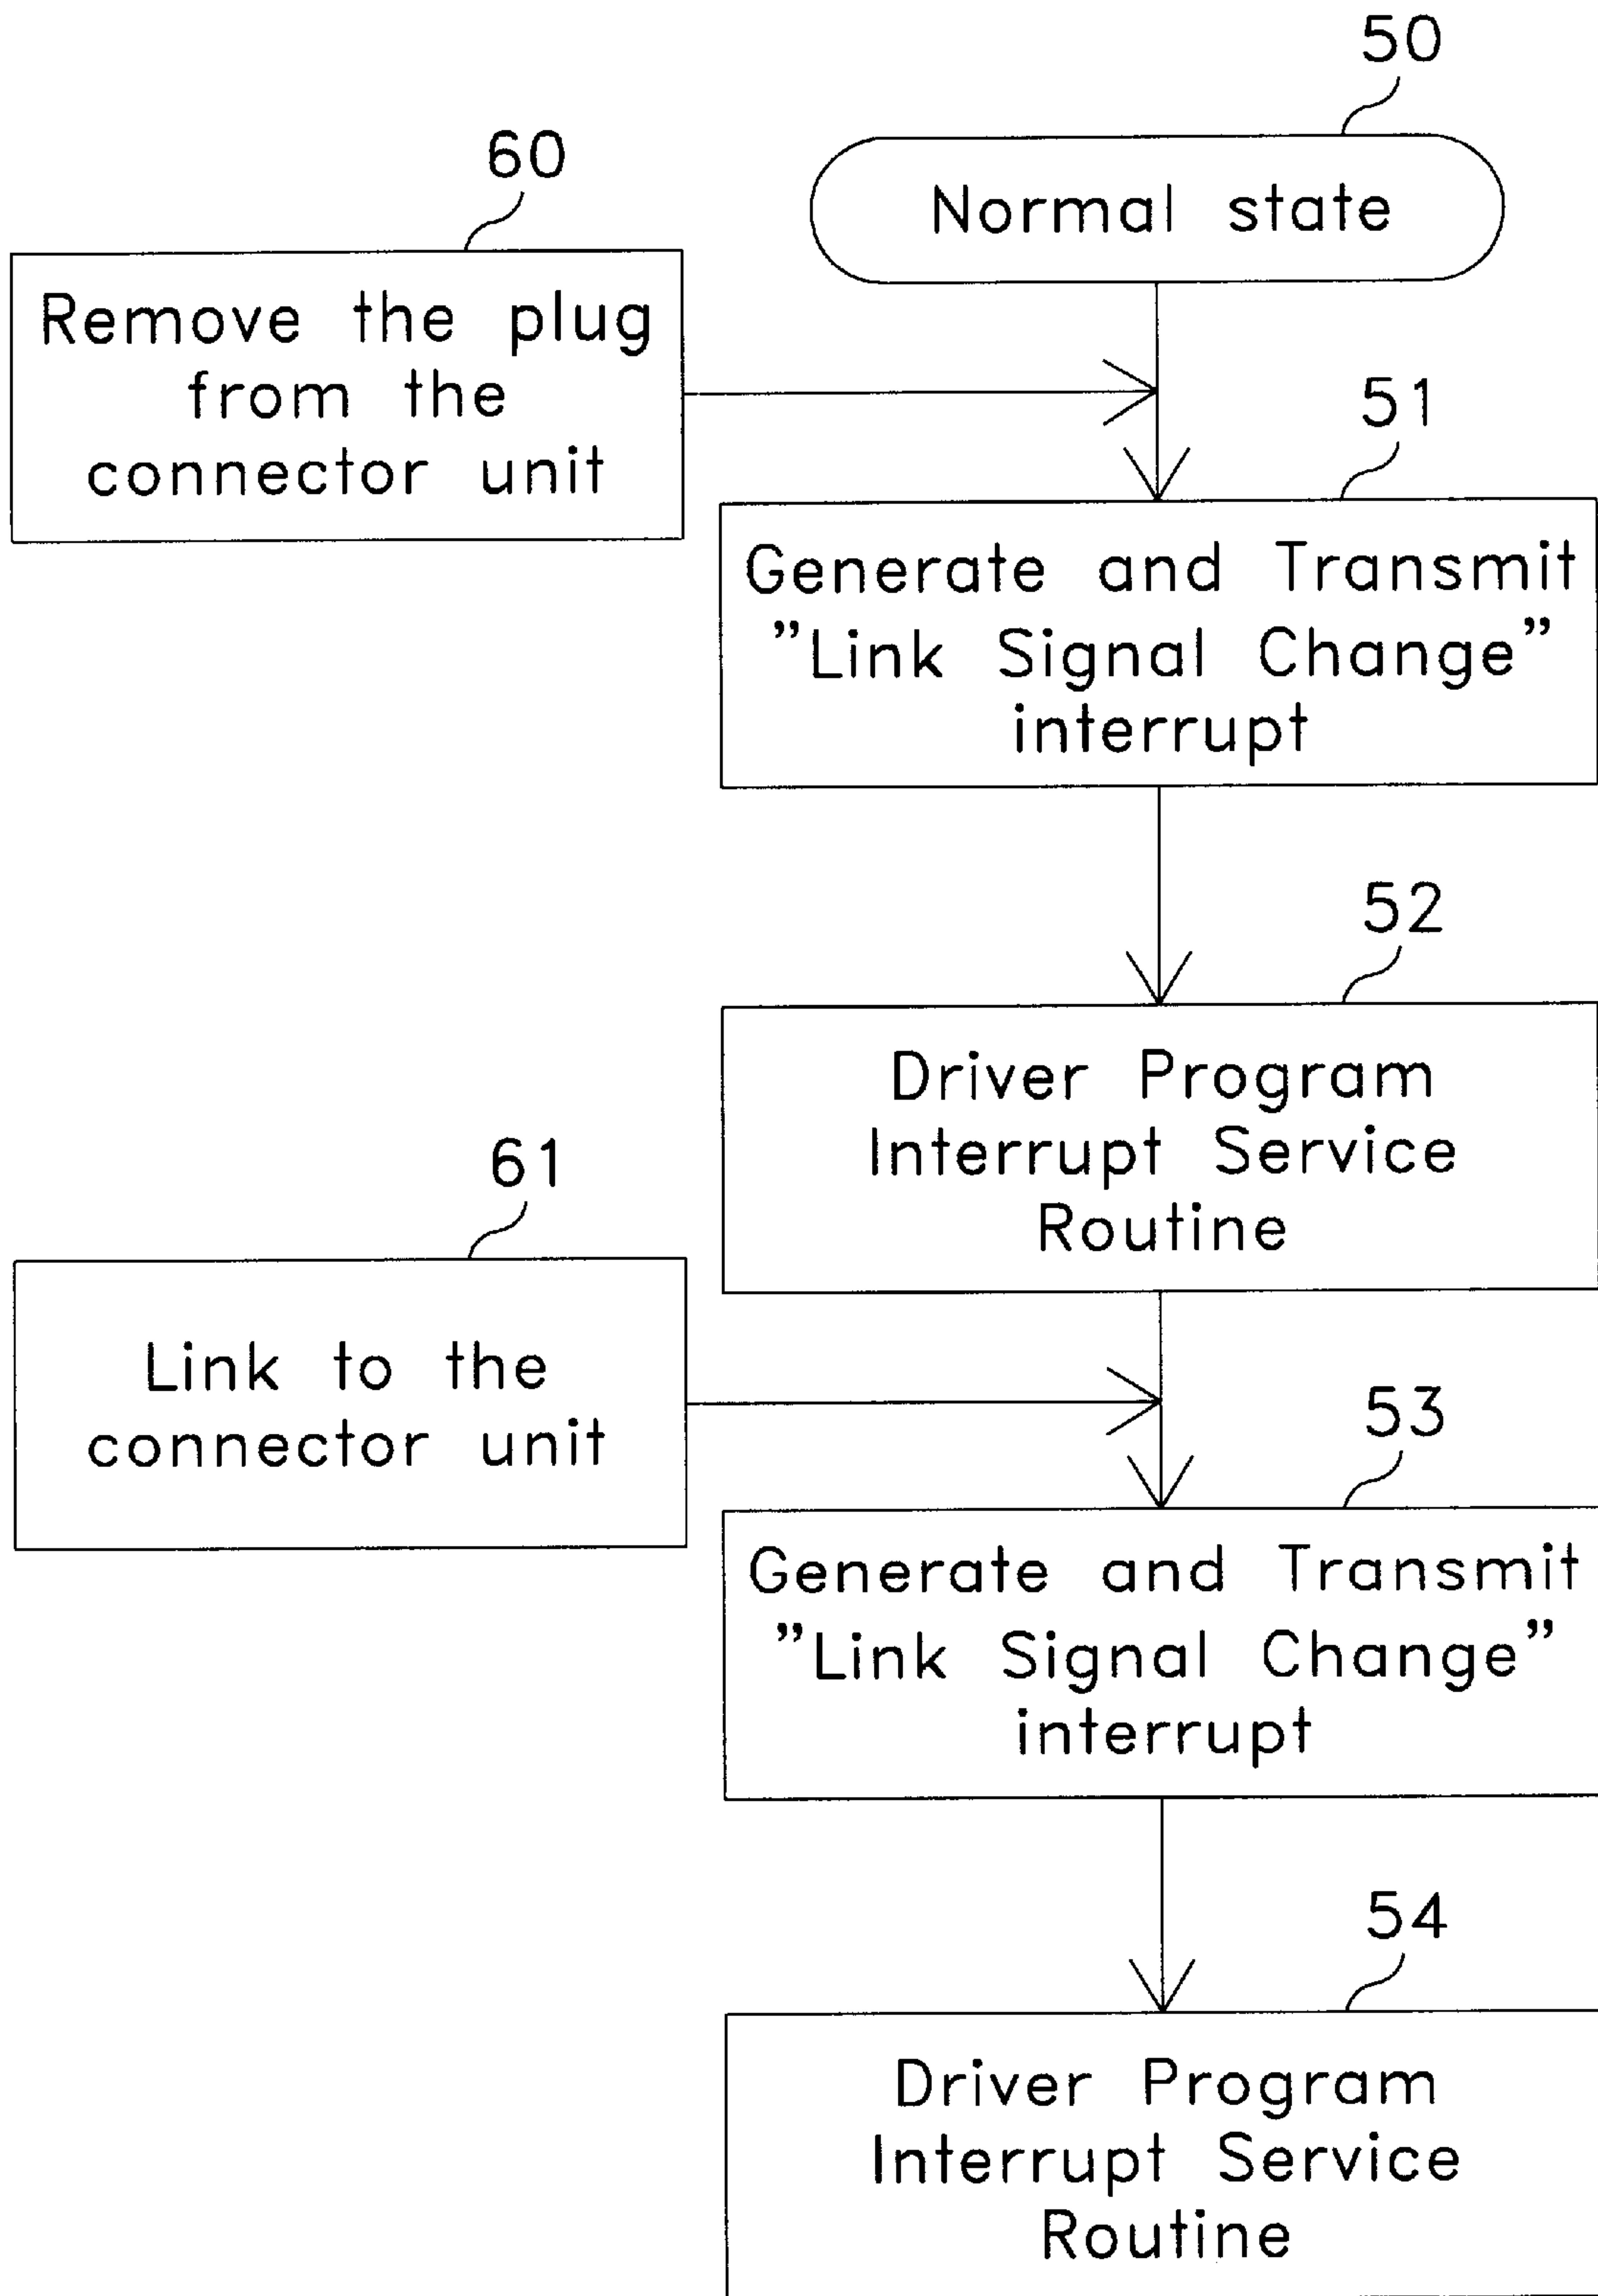 50
Normal state
60
Remove the plug
from the
connector unit
51
Generate and Transmit
”Link Signal Change”
interrupt
52
Driver Program
Interrupt Service
Routine
61
Link to the
connector unit
53
Generate and Transmit
”Link Signal Change”
interrupt
54
Driver Program
Interrupt Service
Routine